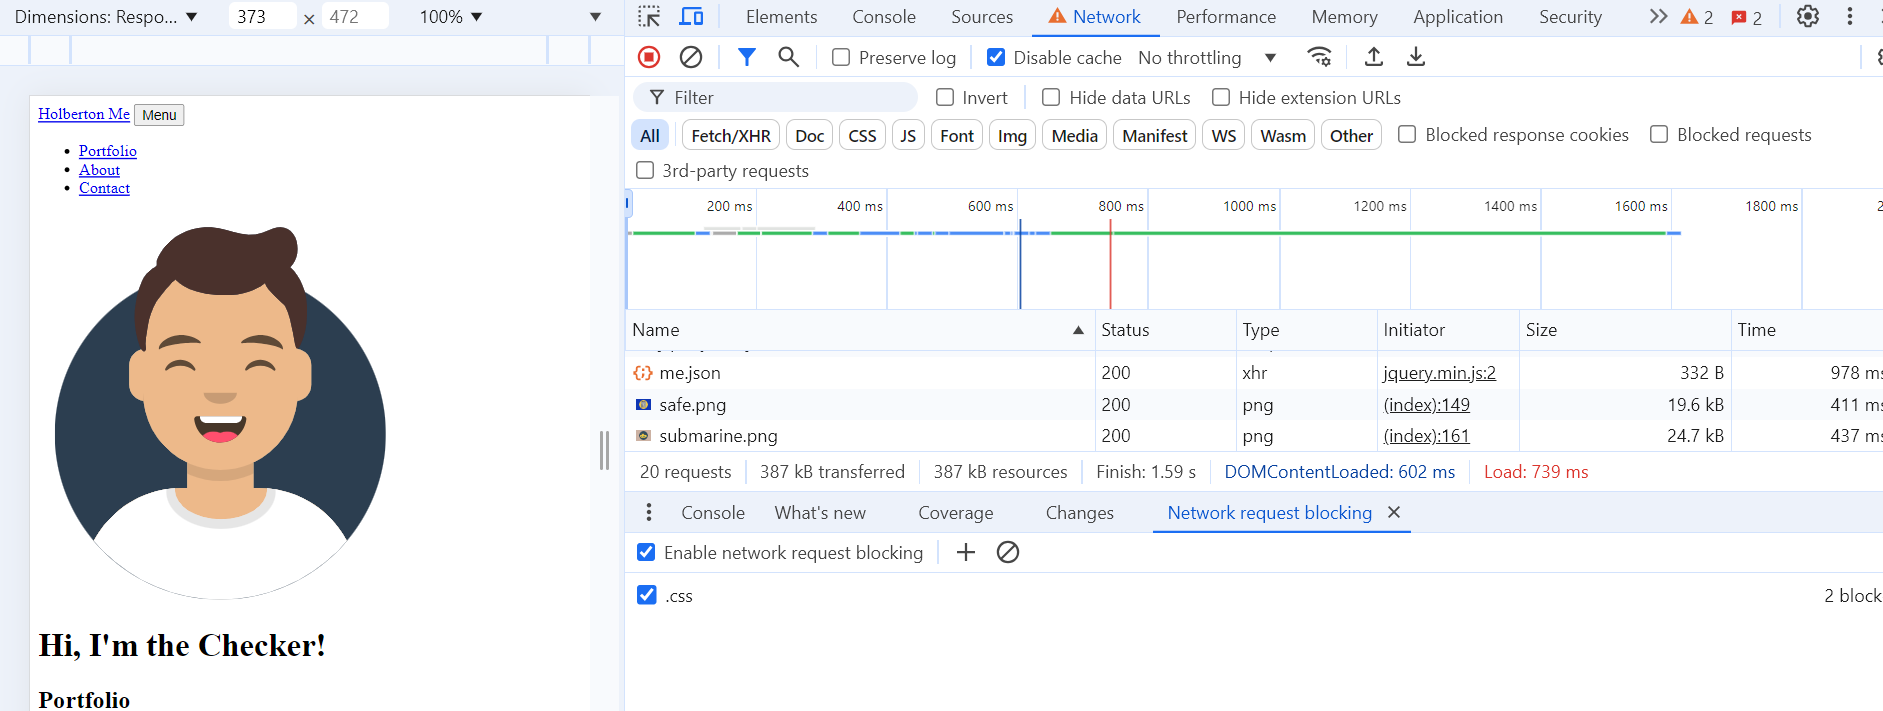 Dimensions: Respo... 373 × 472 100%
Elements Console Sources Network Performance Memory Application Security 2 2
Preserve log Disable cache No throttling
Filter Invert Hide data URLs Hide extension URLs
All Fetch/XHR Doc CSS JS Font Img Media Manifest WS Wasm Other Blocked response cookies Blocked requests
3rd-party requests
200 ms 400 ms 600 ms 800 ms 1000 ms 1200 ms 1400 ms 1600 ms 1800 ms 2
Name Status Type Initiator Size Time
me.json 200 xhr jquery.min.js:2 332 B 978 ms
safe.png 200 png (index):149 19.6 kB 411 ms
submarine.png 200 png (index):161 24.7 kB 437 ms
20 requests 387 kB transferred 387 kB resources Finish: 1.59 s DOMContentLoaded: 602 ms Load: 739 ms
Console What's new Coverage Changes Network request blocking
Enable network request blocking
.css 2 block
Holberton Me Menu
Portfolio
About
Contact
Hi, I'm the Checker!
Portfolio